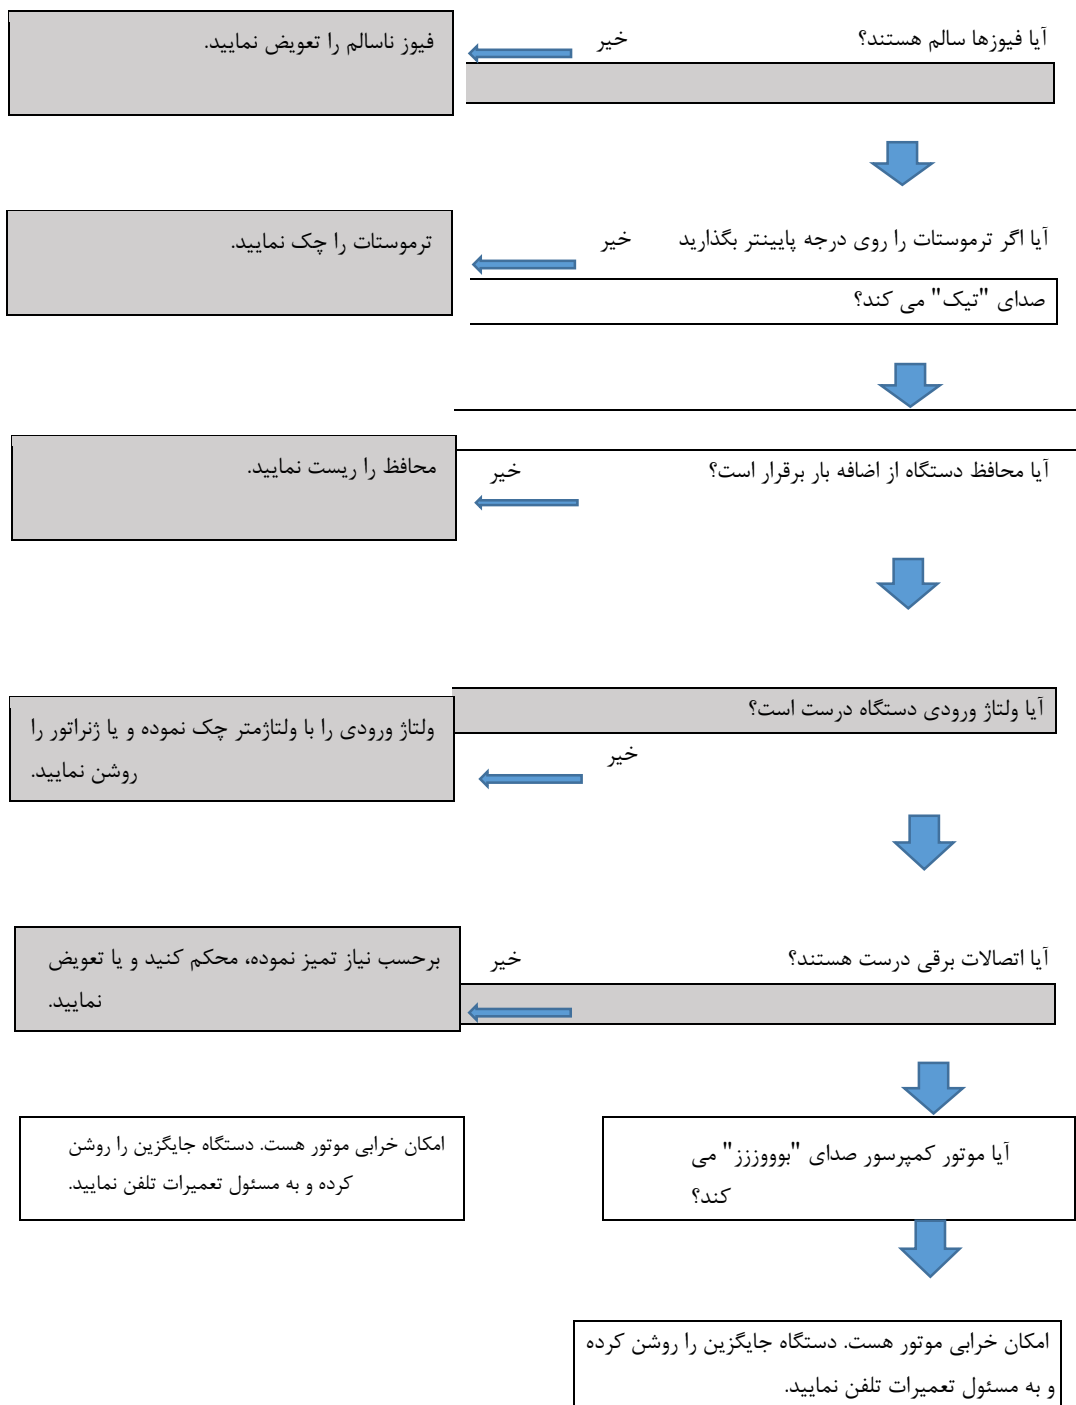 آیا فیوزها سالم هستند؟
خیر
فیوز ناسالم را تعویض نمایید.
آیا اگر ترموستات را روی درجه پایینتر بگذارید
خیر
ترموستات را چک نمایید.
صدای "تیک" می کند؟
آیا محافظ دستگاه از اضافه بار برقرار است؟
خیر
محافظ را ریست نمایید.
آیا ولتاژ ورودی دستگاه درست است؟
خیر
ولتاژ ورودی را با ولتاژمتر چک نموده و یا ژنراتور را
روشن نمایید.
آیا اتصالات برقی درست هستند؟
خیر
برحسب نیاز تمیز نموده، محکم کنید و یا تعویض
نمایید.
آیا موتور کمپرسور صدای "بوووززز" می
کند؟
امکان خرابی موتور هست. دستگاه جایگزین را روشن
کرده و به مسئول تعمیرات تلفن نمایید.
امکان خرابی موتور هست. دستگاه جایگزین را روشن کرده
و به مسئول تعمیرات تلفن نمایید.